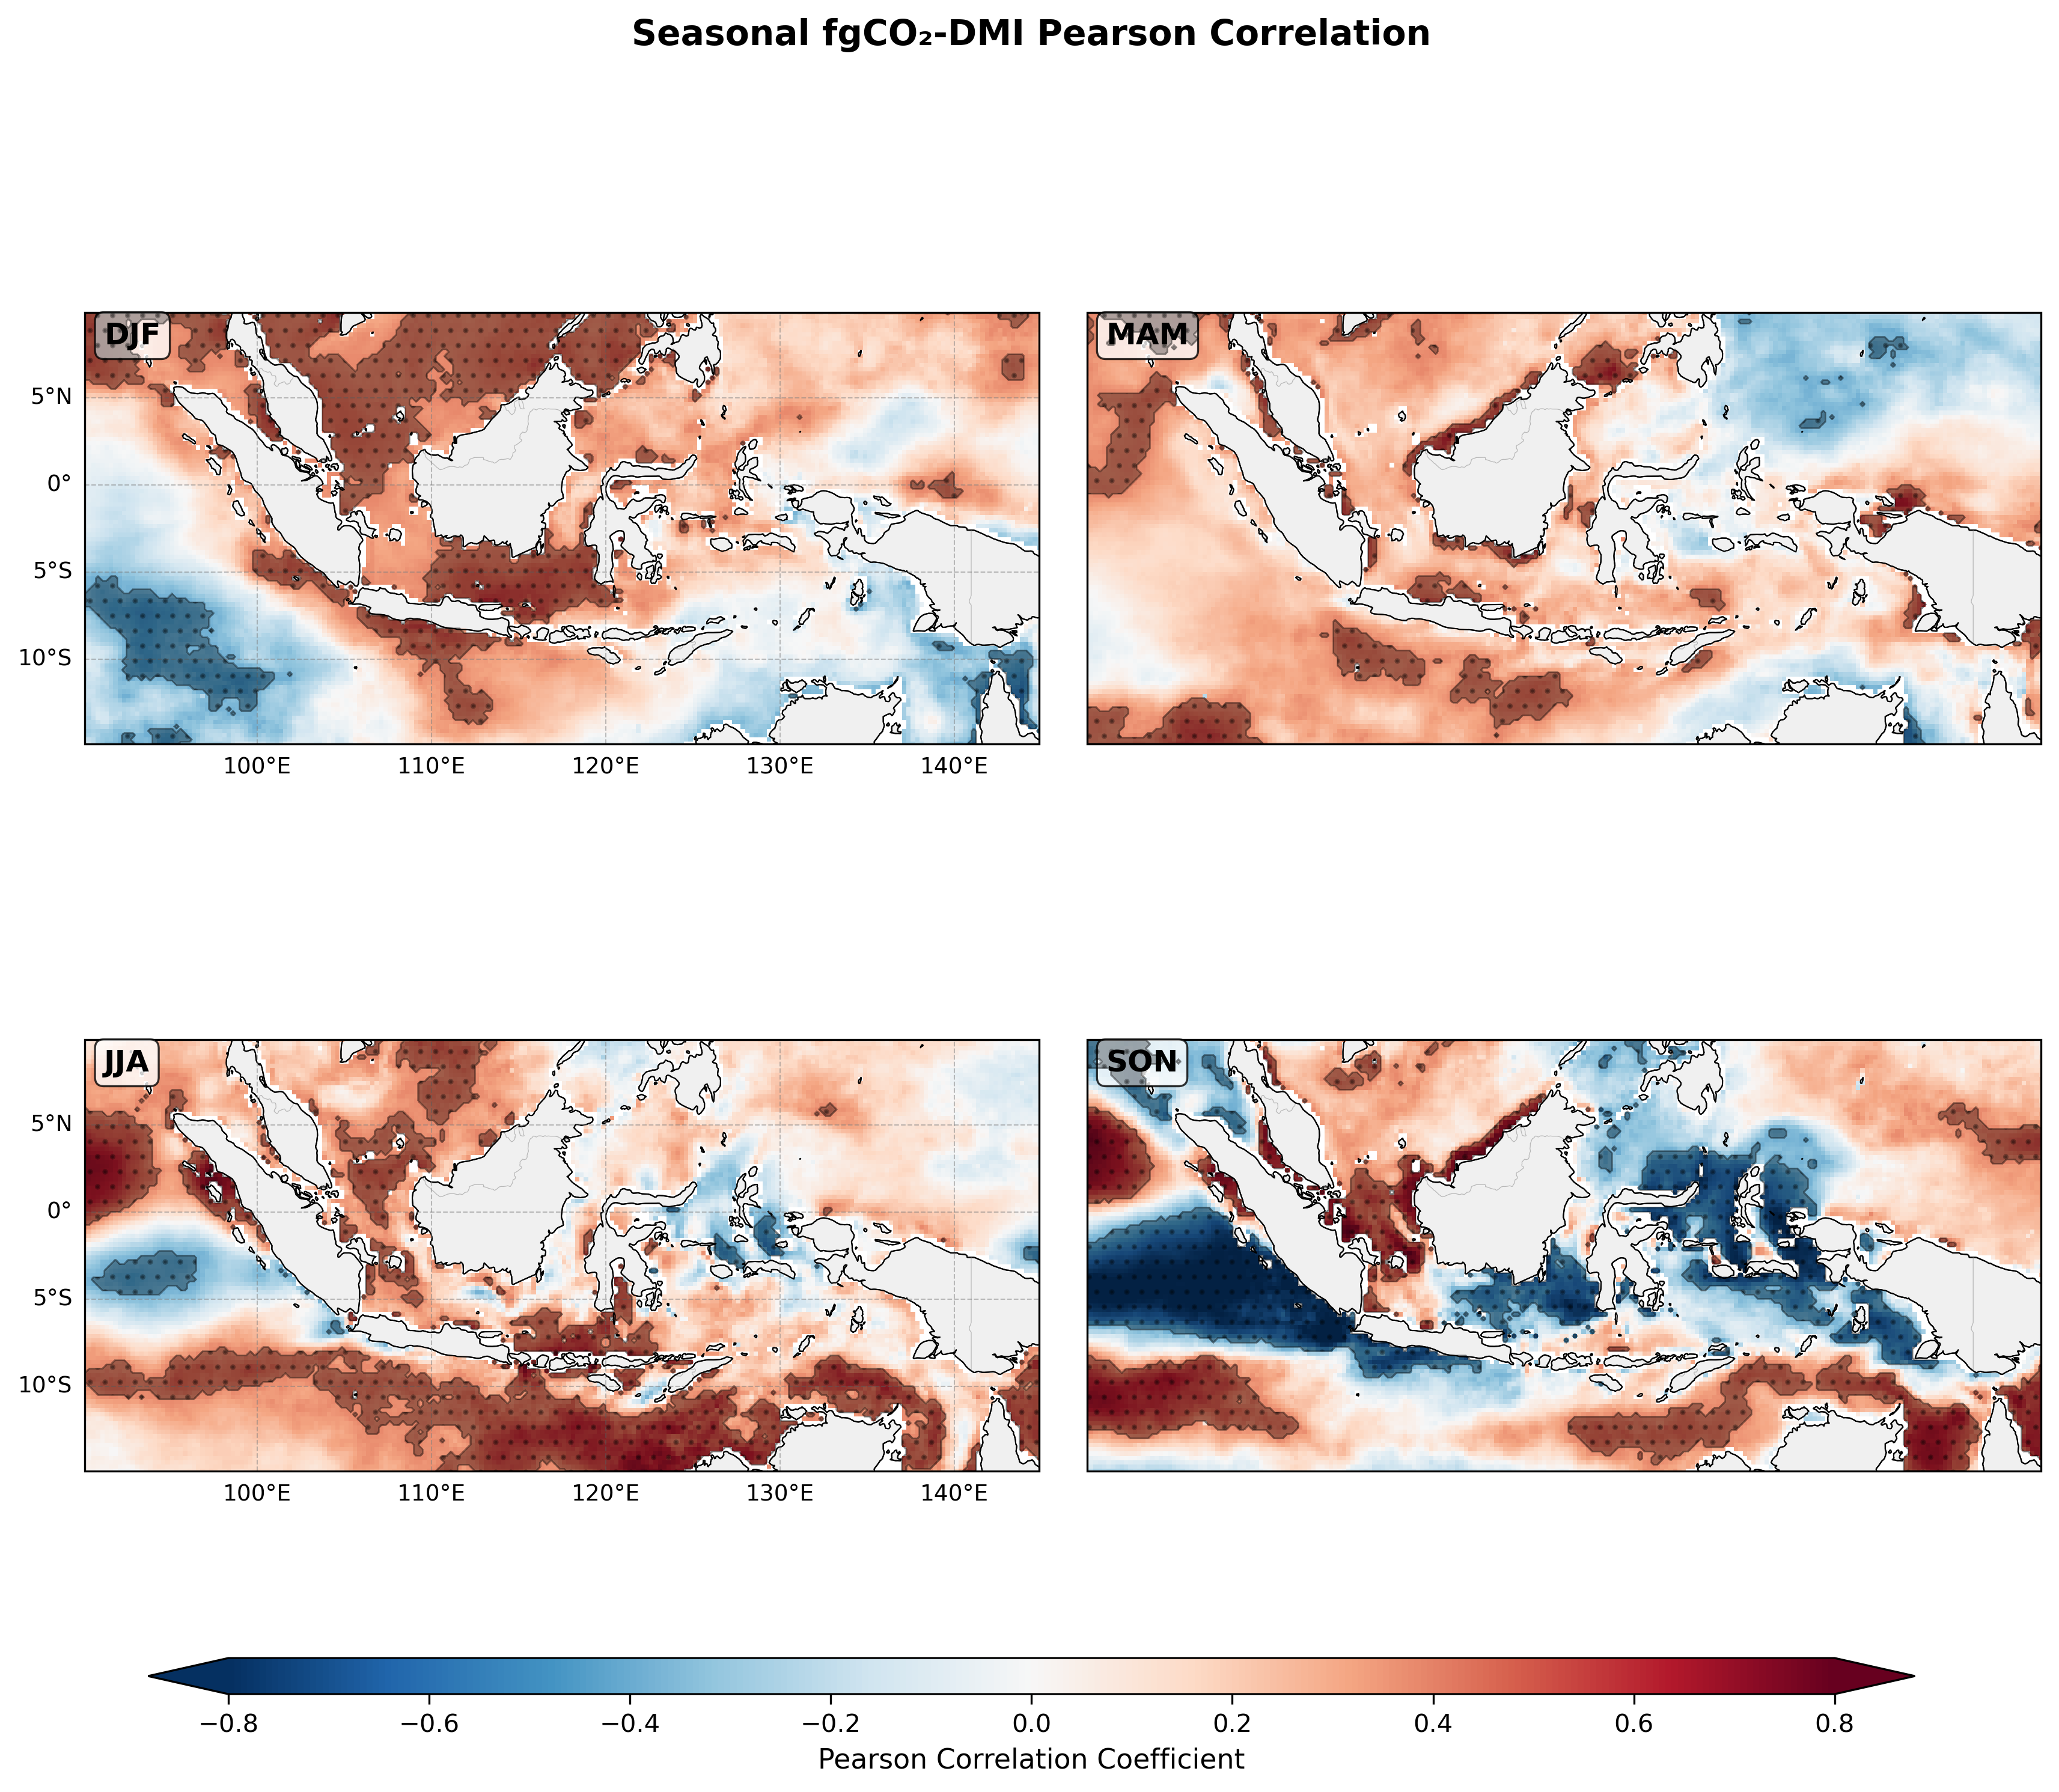 Seasonal fgCO₂-DMI Pearson Correlation
DJF
MAM
5°N
0°
5°S
10°S
100°E 110°E 120°E 130°E 140°E
JJA
SON
5°N
0°
5°S
10°S
100°E 110°E 120°E 130°E 140°E
−0.8 −0.6 −0.4 −0.2 0.0 0.2 0.4 0.6 0.8
Pearson Correlation Coefficient